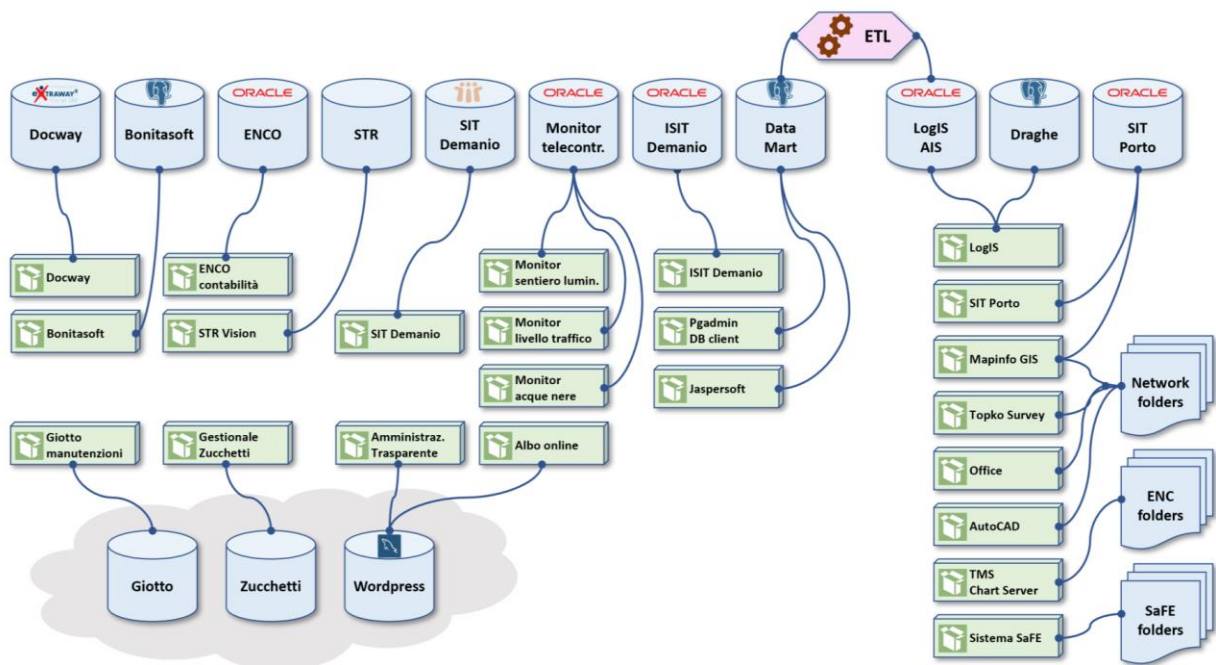 ETL
eXTRAWAY
ORACLE
ORACLE
ORACLE
ORACLE
ORACLE
Docway
Bonitasoft
ENCO
STR
SIT
Demanio
Monitor
telecontr.
ISIT
Demanio
Data
Mart
LogIS
AIS
Draghe
SIT
Porto
Docway
ENCO
contabilità
Monitor
sentiero lumin.
ISIT Demanio
LogIS
Bonitasoft
STR Vision
SIT Demanio
Monitor
livello traffico
Pgadmin
DB client
SIT Porto
Monitor
acque nere
Jaspersoft
Mapinfo GIS
Network
folders
Giotto
manutenzioni
Gestionale
Zucchetti
Amministraz.
Trasparente
Albo online
Topko Survey
Office
ENC
folders
AutoCAD
Giotto
Zucchetti
Wordpress
TMS
Chart Server
Sistema SaFE
SaFE
folders